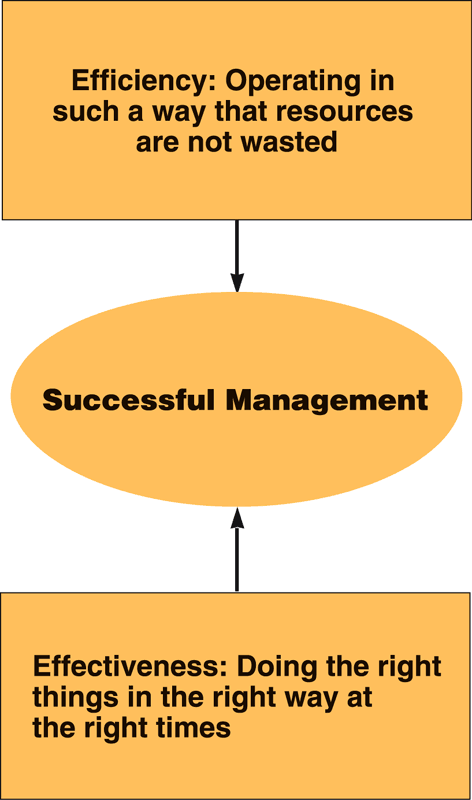 Efficiency: Operating in
such a way that resources
are not wasted
Successful Management
Effectiveness: Doing the right
things in the right way at
the right times